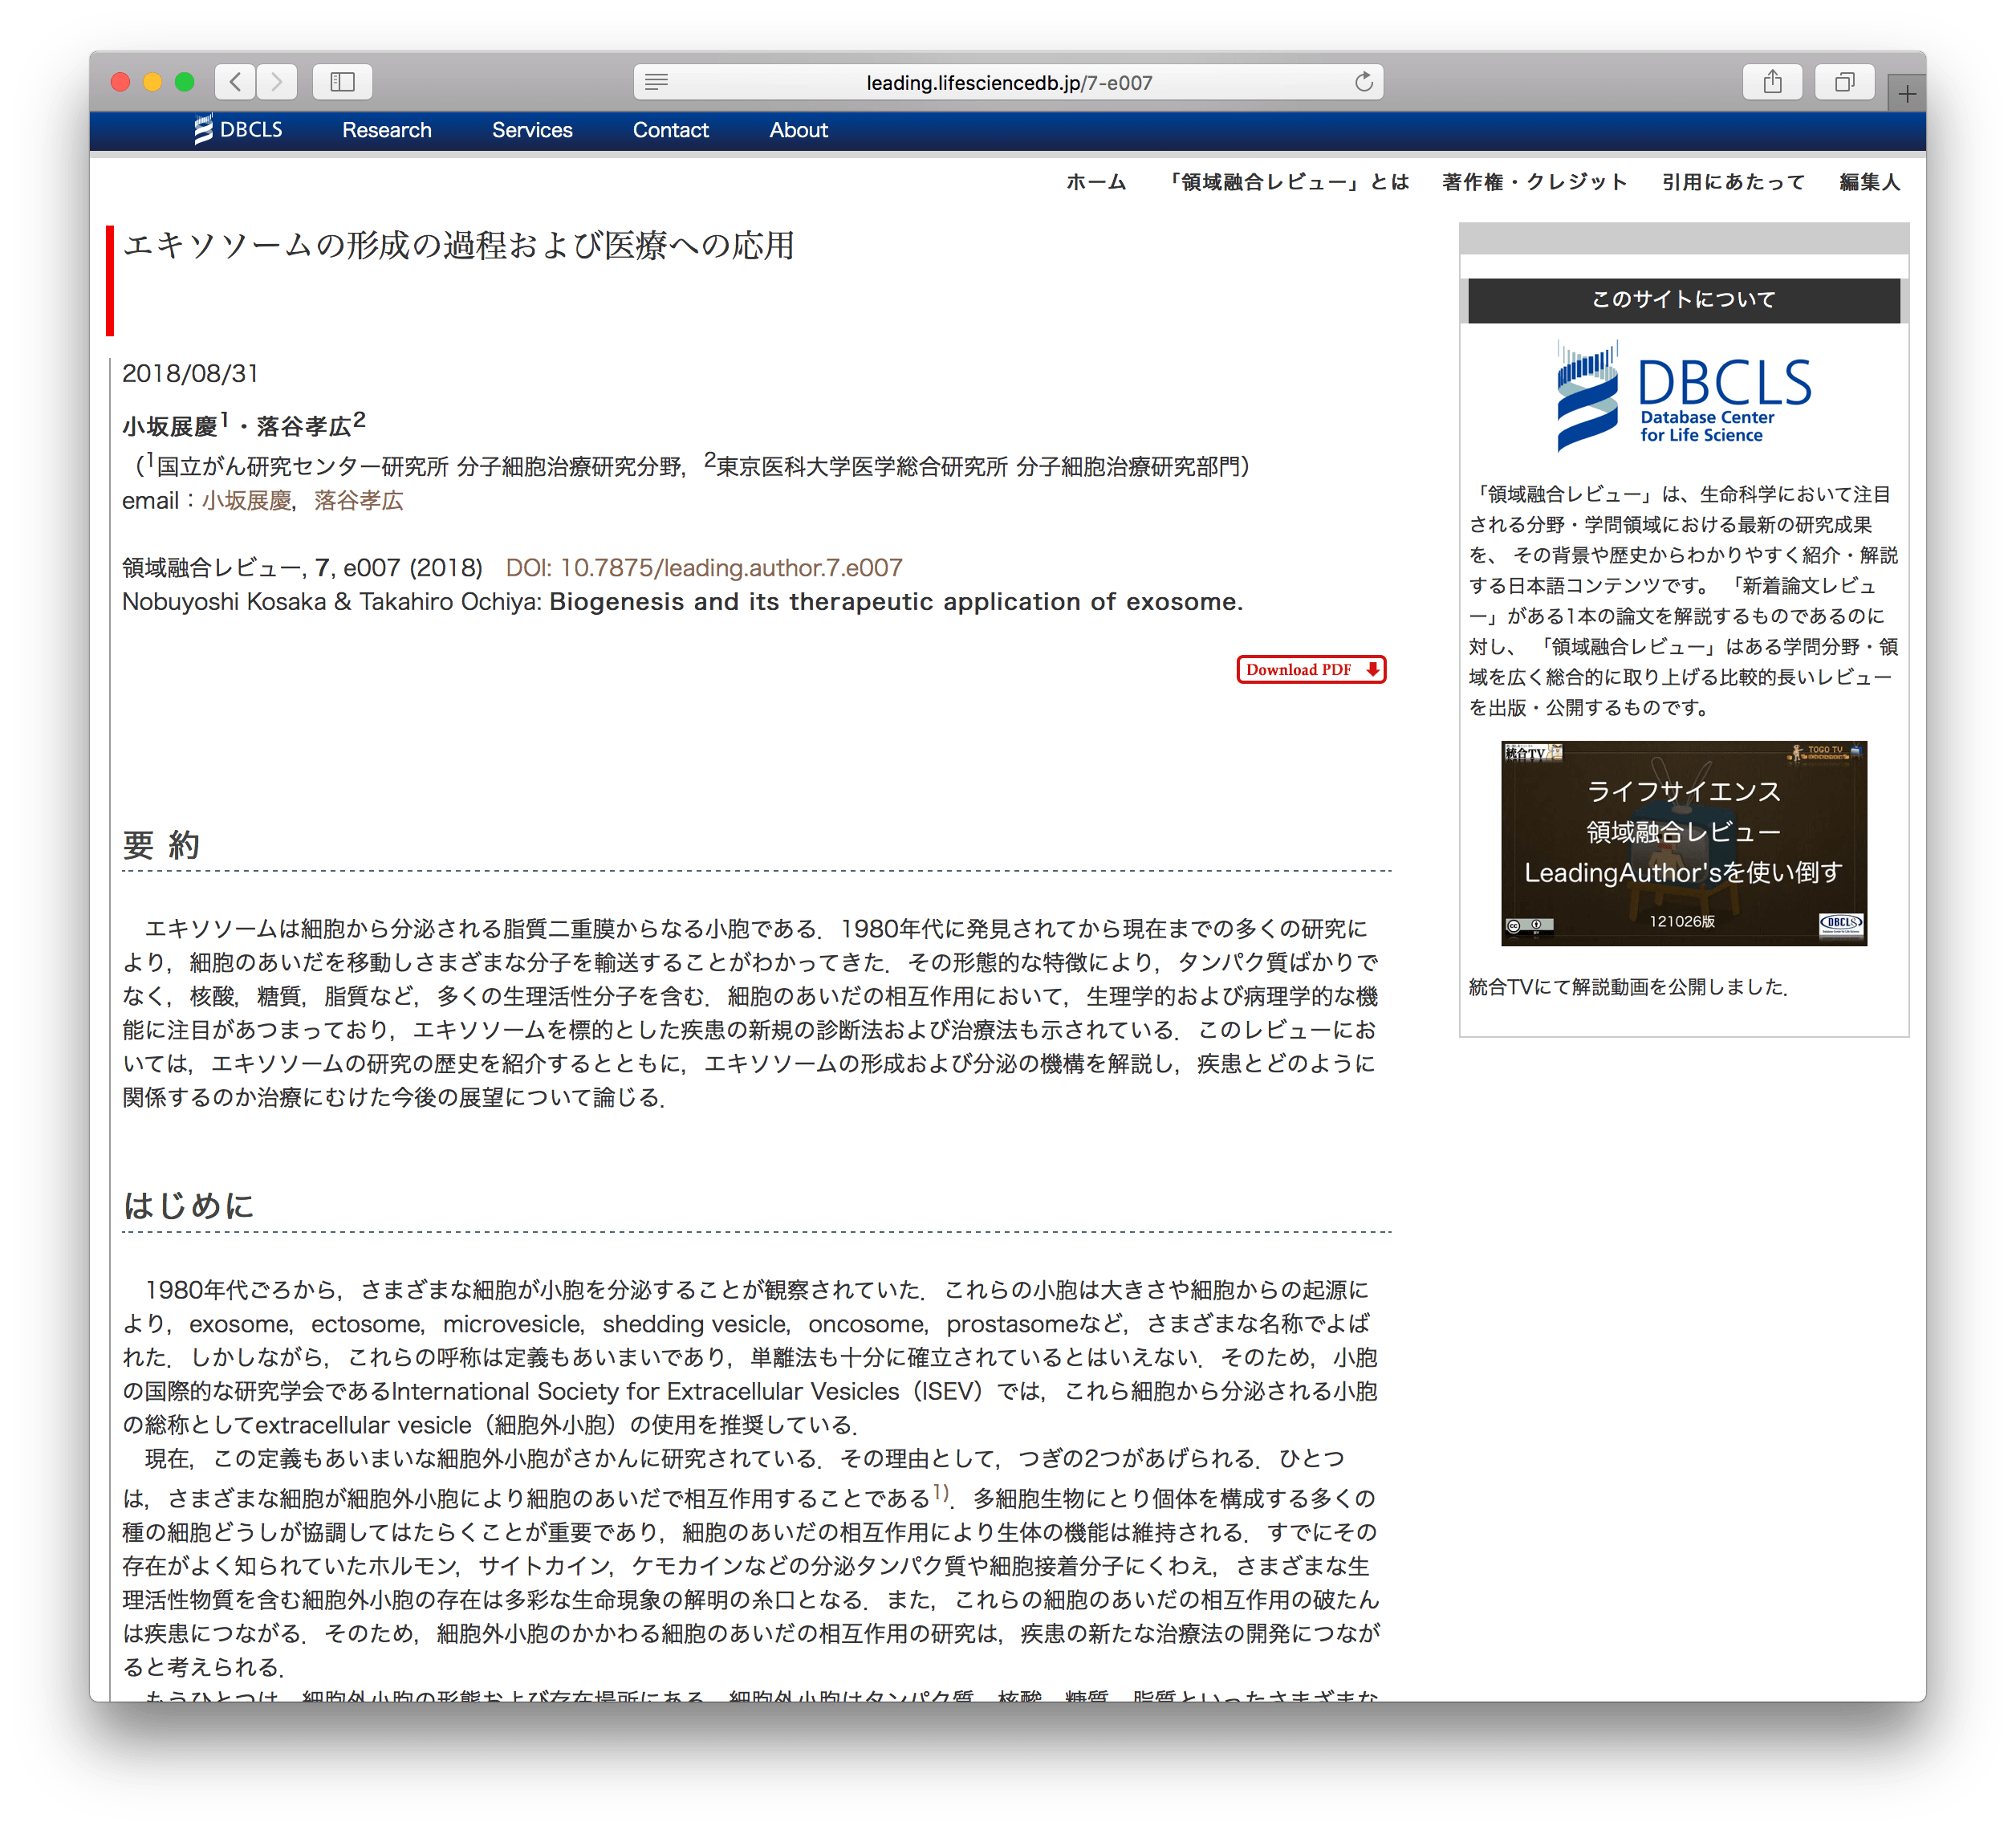 leading.lifesciencedb.jp/7-e007
DBCLS Research Services Contact About
ホーム 「領域融合レビュー」とは 著作権・クレジット 引用にあたって 編集人
エキソソームの形成の過程および医療への応用
2018/08/31
小坂展慶1・落谷孝広2
（1国立がん研究センター研究所 分子細胞治療研究分野，2東京医科大学医学総合研究所 分子細胞治療研究部門）
email：小坂展慶，落谷孝広
領域融合レビュー, 7, e007 (2018) DOI: 10.7875/leading.author.7.e007
Nobuyoshi Kosaka & Takahiro Ochiya: Biogenesis and its therapeutic application of exosome.
Download PDF
要 約
エキソソームは細胞から分泌される脂質二重膜からなる小胞である．1980年代に発見されてから現在までの多くの研究に
より，細胞のあいだを移動しさまざまな分子を輸送することがわかってきた．その形態的な特徴により，タンパク質ばかりで
なく，核酸，糖質，脂質など，多くの生理活性分子を含む．細胞のあいだの相互作用において，生理学的および病理学的な機
能に注目があつまっており，エキソソームを標的とした疾患の新規の診断法および治療法も示されている．このレビューにお
いては，エキソソームの研究の歴史を紹介するとともに，エキソソームの形成および分泌の機構を解説し，疾患とどのように
関係するのか治療にむけた今後の展望について論じる．
はじめに
1980年代ごろから，さまざまな細胞が小胞を分泌することが観察されていた．これらの小胞は大きさや細胞からの起源に
より，exosome，ectosome，microvesicle，shedding vesicle，oncosome，prostasomeなど，さまざまな名称でよば
れた．しかしながら，これらの呼称は定義もあいまいであり，単離法も十分に確立されているとはいえない．そのため，小胞
の国際的な研究学会であるInternational Society for Extracellular Vesicles（ISEV）では，これら細胞から分泌される小胞
の総称としてextracellular vesicle（細胞外小胞）の使用を推奨している．
現在，この定義もあいまいな細胞外小胞がさかんに研究されている．その理由として，つぎの2つがあげられる．ひとつ
は，さまざまな細胞が細胞外小胞により細胞のあいだで相互作用することである1)．多細胞生物にとり個体を構成する多くの
種の細胞どうしが協調してはたらくことが重要であり，細胞のあいだの相互作用により生体の機能は維持される．すでにその
存在がよく知られていたホルモン，サイトカイン，ケモカインなどの分泌タンパク質や細胞接着分子にくわえ，さまざまな生
理活性物質を含む細胞外小胞の存在は多彩な生命現象の解明の糸口となる．また，これらの細胞のあいだの相互作用の破たん
は疾患につながる．そのため，細胞外小胞のかかわる細胞のあいだの相互作用の研究は，疾患の新たな治療法の開発につなが
ると考えられる．
もうひとつは，細胞外小胞の形態および存在場所にある．細胞外小胞はタンパク質，核酸，糖質，脂質といったさまざまな
このサイトについて
DBCLS
Database Center
for Life Science
「領域融合レビュー」は、生命科学において注目
される分野・学問領域における最新の研究成果
を、 その背景や歴史からわかりやすく紹介・解説
する日本語コンテンツです。 「新着論文レビュ
ー」がある1本の論文を解説するものであるのに
対し、 「領域融合レビュー」はある学問分野・領
域を広く総合的に取り上げる比較的長いレビュー
を出版・公開するものです。
統合TV
TOGO TV
ライフサイエンス
領域融合レビュー
LeadingAuthor'sを使い倒す
121026版
DBCLS
統合TVにて解説動画を公開しました．